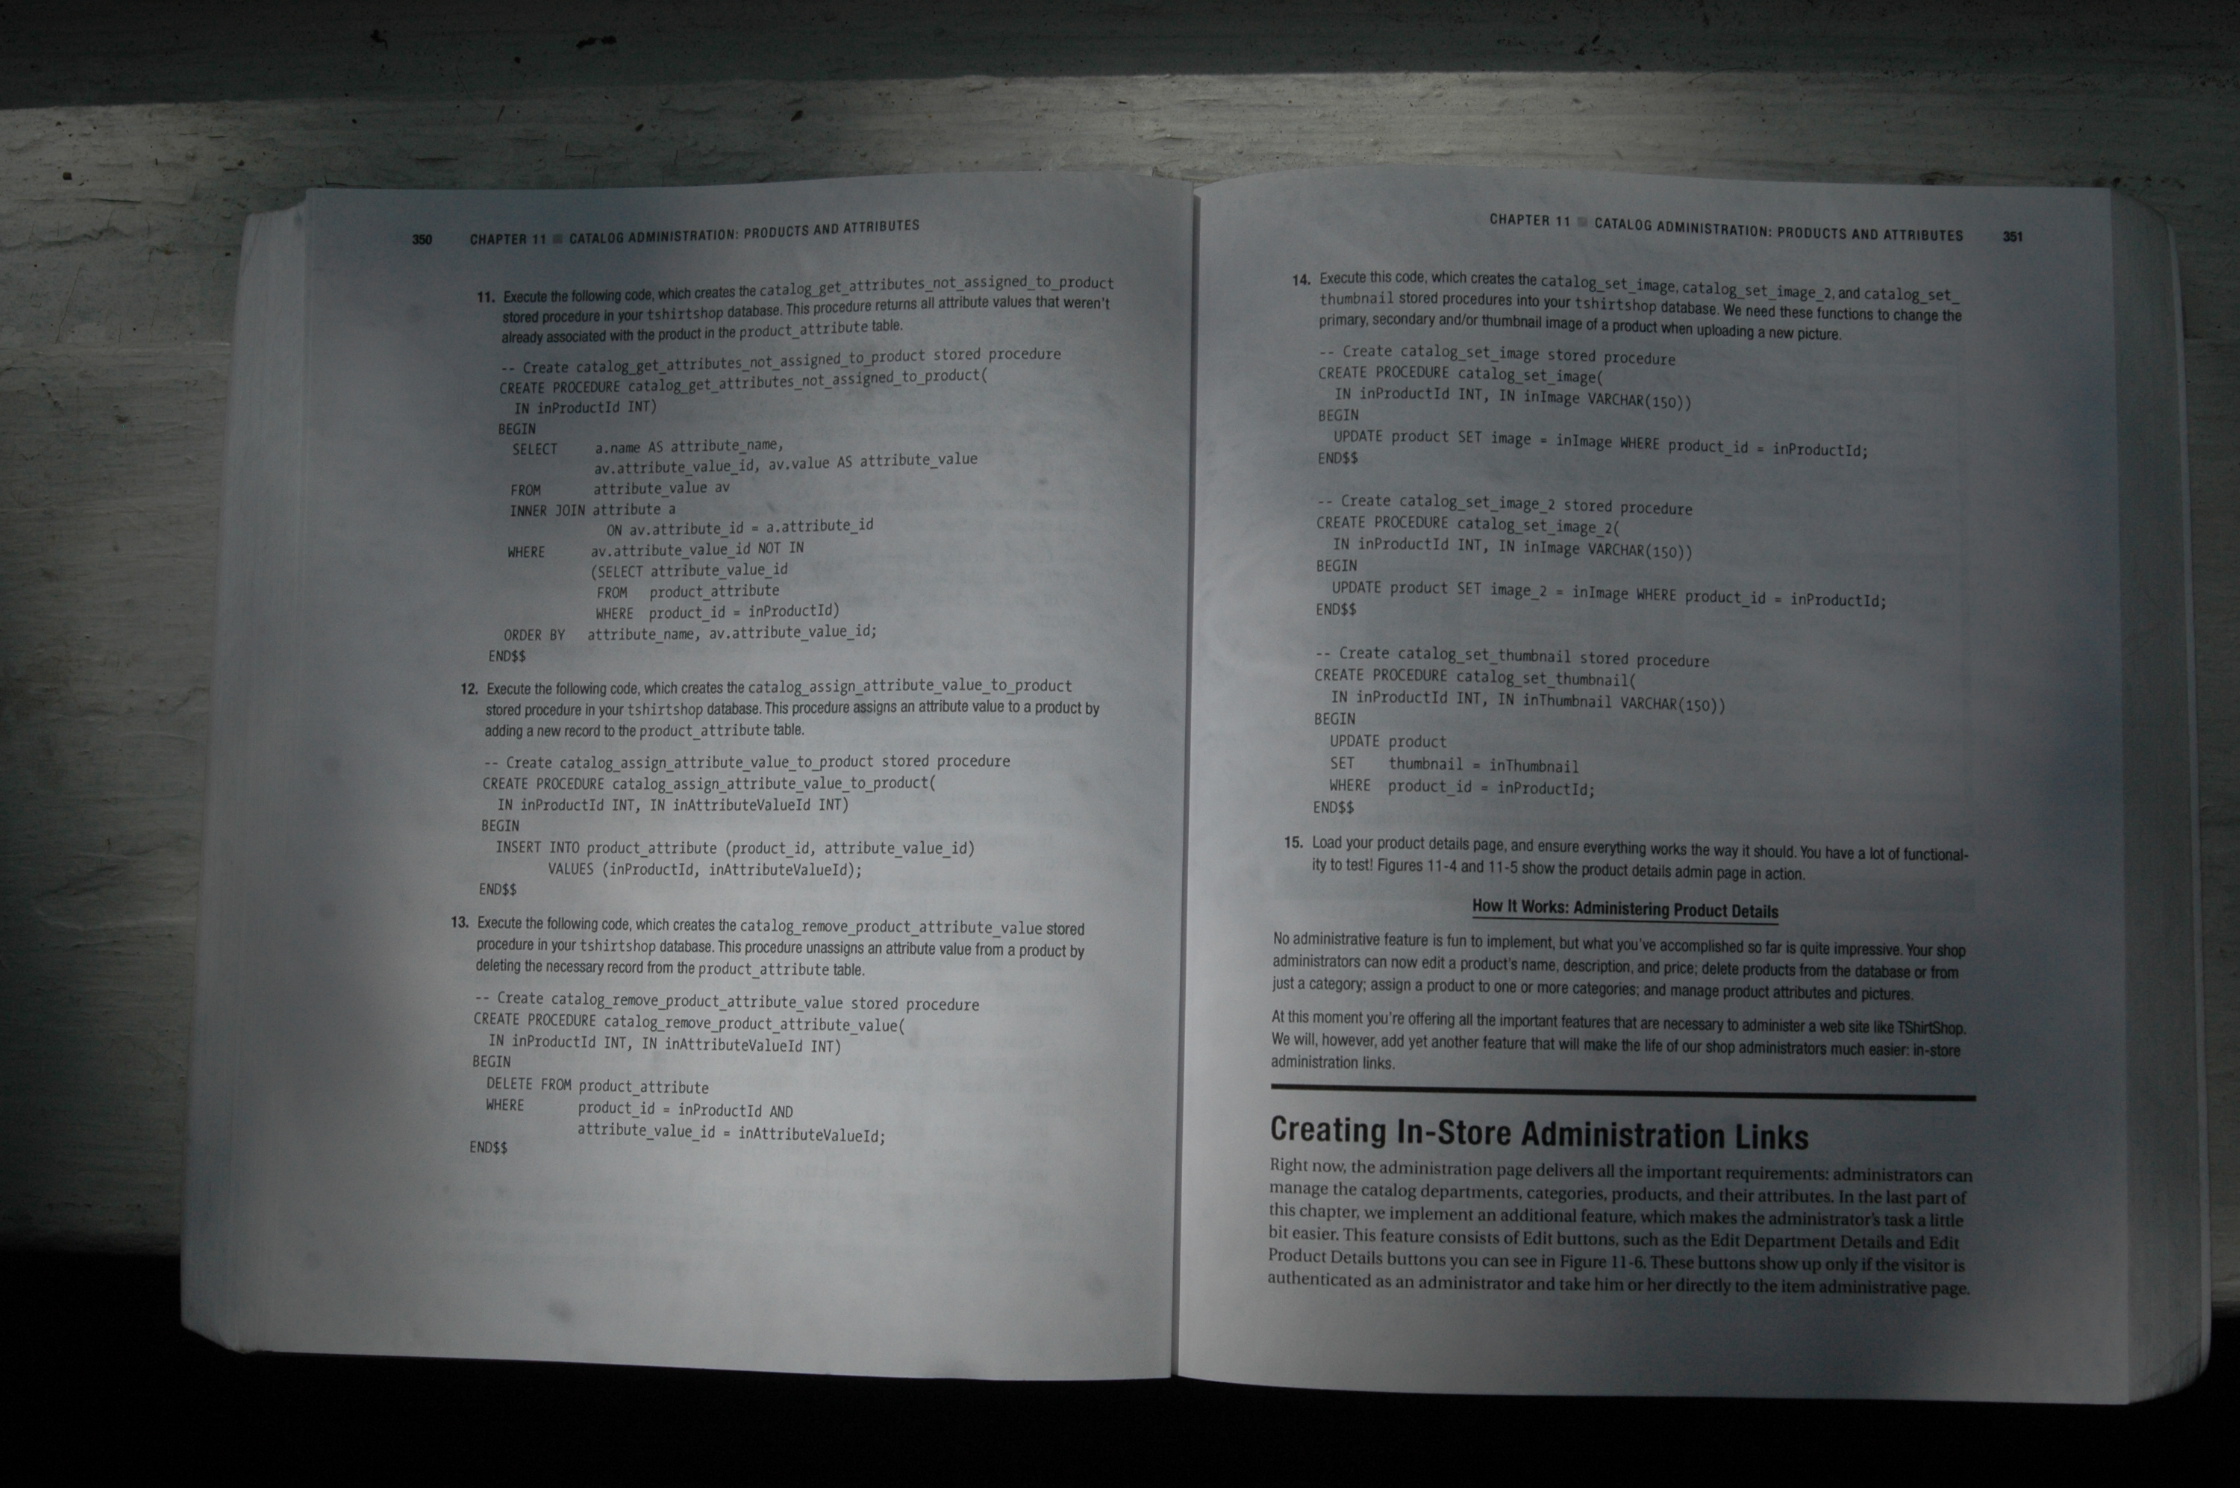 350 CHAPTER 11 ■ CATALOG ADMINISTRATION: PRODUCTS AND ATTRIBUTES
11. Execute the following code, which creates the catalog_get_attributes_not_assigned_to_product
stored procedure in your tshirtshop database. This procedure returns all attribute values that weren't
already associated with the product in the product_attribute table.
-- Create catalog_get_attributes_not_assigned_to_product stored procedure
CREATE PROCEDURE catalog_get_attributes_not_assigned_to_product(
IN inProductId INT)
BEGIN
SELECT a.name AS attribute_name,
av.attribute_value_id, av.value AS attribute_value
FROM attribute_value av
INNER JOIN attribute a
ON av.attribute_id = a.attribute_id
WHERE av.attribute_value_id NOT IN
(SELECT attribute_value_id
FROM product_attribute
WHERE product_id = inProductId)
ORDER BY attribute_name, av.attribute_value_id;
END$$
12. Execute the following code, which creates the catalog_assign_attribute_value_to_product
stored procedure in your tshirtshop database. This procedure assigns an attribute value to a product by
adding a new record to the product_attribute table.
-- Create catalog_assign_attribute_value_to_product stored procedure
CREATE PROCEDURE catalog_assign_attribute_value_to_product(
IN inProductId INT, IN inAttributeValueId INT)
BEGIN
INSERT INTO product_attribute (product_id, attribute_value_id)
VALUES (inProductId, inAttributeValueId);
END$$
13. Execute the following code, which creates the catalog_remove_product_attribute_value stored
procedure in your tshirtshop database. This procedure unassigns an attribute value from a product by
deleting the necessary record from the product_attribute table.
-- Create catalog_remove_product_attribute_value stored procedure
CREATE PROCEDURE catalog_remove_product_attribute_value(
IN inProductId INT, IN inAttributeValueId INT)
BEGIN
DELETE FROM product_attribute
WHERE product_id = inProductId AND
attribute_value_id = inAttributeValueId;
END$$
CHAPTER 11 ■ CATALOG ADMINISTRATION: PRODUCTS AND ATTRIBUTES 351
14. Execute this code, which creates the catalog_set_image, catalog_set_image_2, and catalog_set_
thumbnail stored procedures into your tshirtshop database. We need these functions to change the
primary, secondary and/or thumbnail image of a product when uploading a new picture.
-- Create catalog_set_image stored procedure
CREATE PROCEDURE catalog_set_image(
IN inProductId INT, IN inImage VARCHAR(150))
BEGIN
UPDATE product SET image = inImage WHERE product_id = inProductId;
END$$
-- Create catalog_set_image_2 stored procedure
CREATE PROCEDURE catalog_set_image_2(
IN inProductId INT, IN inImage VARCHAR(150))
BEGIN
UPDATE product SET image_2 = inImage WHERE product_id = inProductId;
END$$
-- Create catalog_set_thumbnail stored procedure
CREATE PROCEDURE catalog_set_thumbnail(
IN inProductId INT, IN inThumbnail VARCHAR(150))
BEGIN
UPDATE product
SET thumbnail = inThumbnail
WHERE product_id = inProductId;
END$$
15. Load your product details page, and ensure everything works the way it should. You have a lot of functional-
ity to test! Figures 11-4 and 11-5 show the product details admin page in action.
How It Works: Administering Product Details
No administrative feature is fun to implement, but what you've accomplished so far is quite impressive. Your shop
administrators can now edit a product's name, description, and price; delete products from the database or from
just a category; assign a product to one or more categories; and manage product attributes and pictures.
At this moment you're offering all the important features that are necessary to administer a web site like TShirtShop.
We will, however, add yet another feature that will make the life of our shop administrators much easier: in-store
administration links.
Creating In-Store Administration Links
Right now, the administration page delivers all the important requirements: administrators can
manage the catalog departments, categories, products, and their attributes. In the last part of
this chapter, we implement an additional feature, which makes the administrator's task a little
bit easier. This feature consists of Edit buttons, such as the Edit Department Details and Edit
Product Details buttons you can see in Figure 11-6. These buttons show up only if the visitor is
authenticated as an administrator and take him or her directly to the item administrative page.